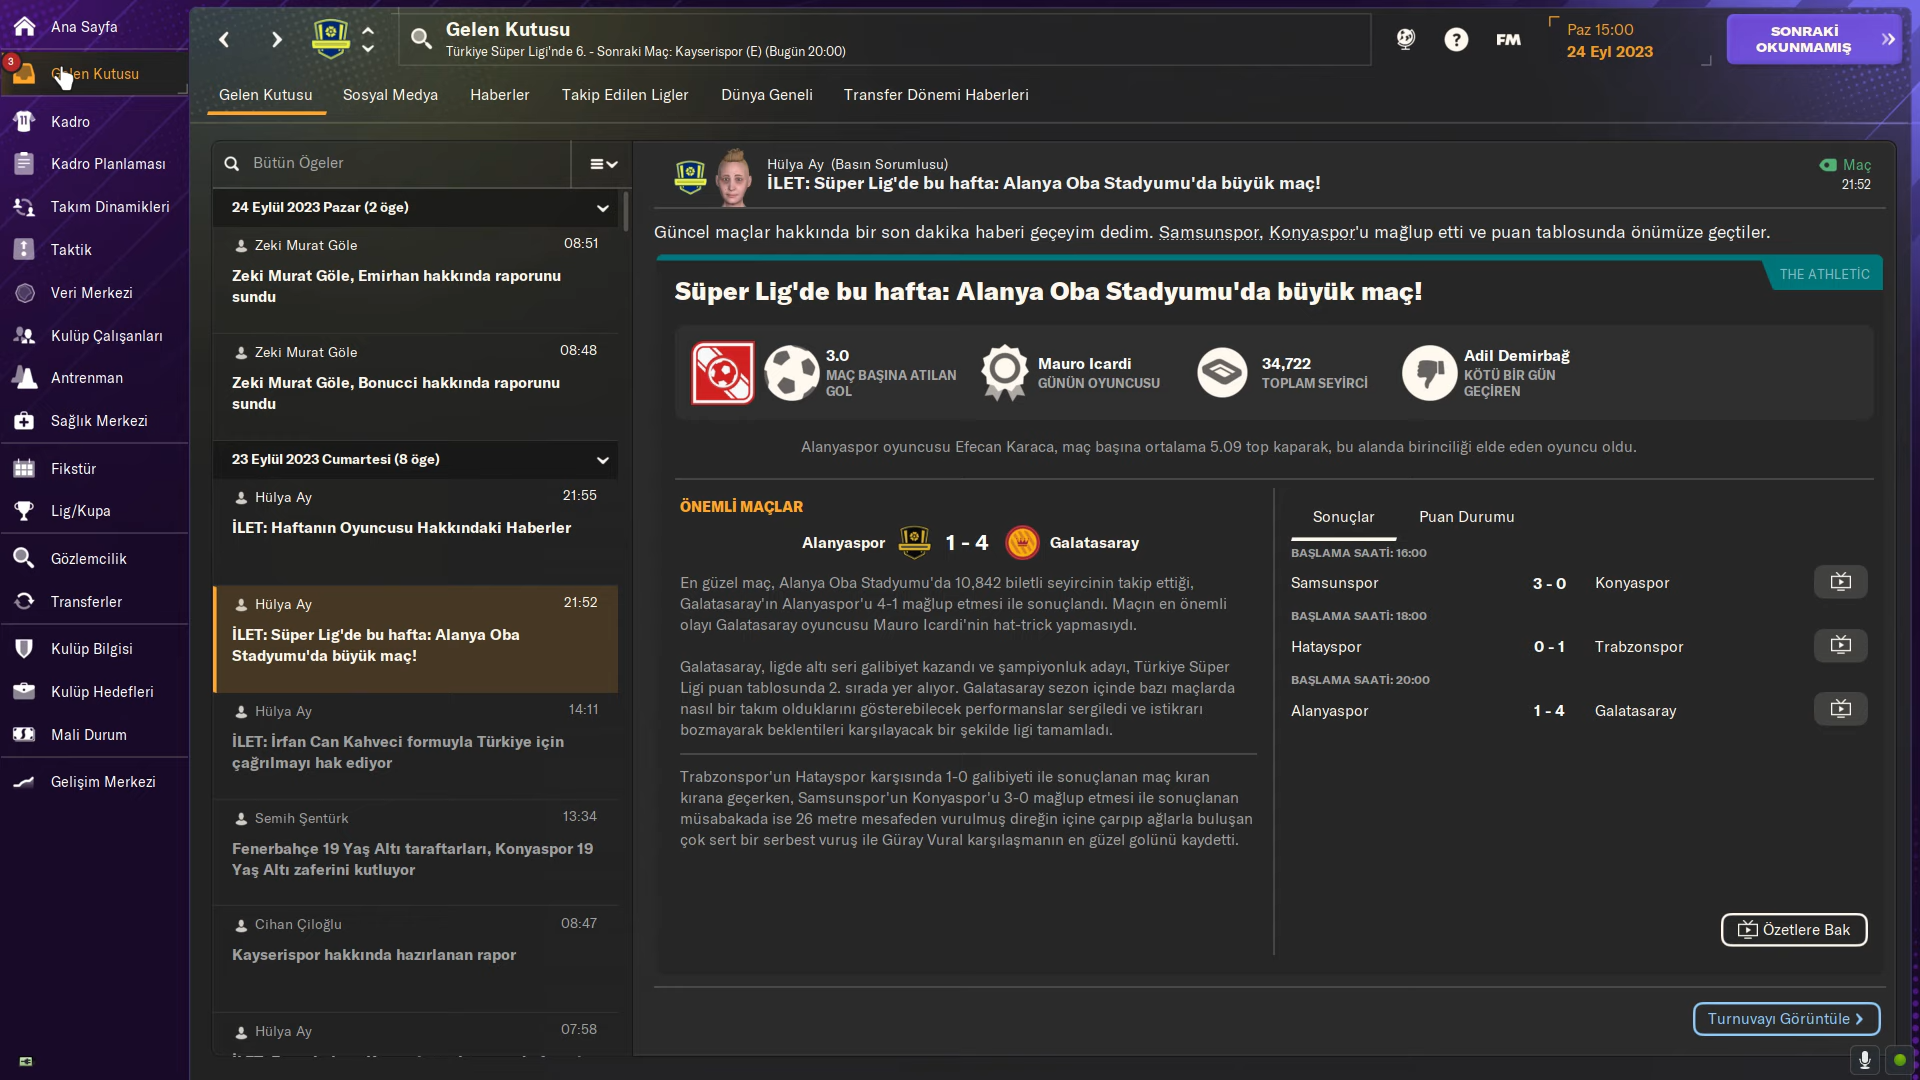 Ana Sayfa
3
Gelen Kutusu
Kadro
Kadro Planlaması
Takım Dinamikleri
Taktik
Veri Merkezi
Kulüp Çalışanları
Antrenman
Sağlık Merkezi
Fikstür
Lig/Kupa
Gözlemcilik
Transferler
Kulüp Bilgisi
Kulüp Hedefleri
Mali Durum
Gelişim Merkezi
Gelen Kutusu
Türkiye Süper Ligi'nde 6. - Sonraki Maç: Kayserispor (E) (Bugün 20:00)
?
FM
Paz 15:00
24 Eyl 2023
SONRAKİ
OKUNMAMIŞ
Gelen Kutusu
Sosyal Medya
Haberler
Takip Edilen Ligler
Dünya Geneli
Transfer Dönemi Haberleri
Bütün Ögeler
24 Eylül 2023 Pazar (2 öge)
Zeki Murat Göle
08:51
Zeki Murat Göle, Emirhan hakkında raporunu
sundu
Zeki Murat Göle
08:48
Zeki Murat Göle, Bonucci hakkında raporunu
sundu
23 Eylül 2023 Cumartesi (8 öge)
Hülya Ay
21:55
İLET: Haftanın Oyuncusu Hakkındaki Haberler
Hülya Ay
21:52
İLET: Süper Lig'de bu hafta: Alanya Oba
Stadyumu'da büyük maç!
Hülya Ay
14:11
İLET: İrfan Can Kahveci formuyla Türkiye için
çağrılmayı hak ediyor
Semih Şentürk
13:34
Fenerbahçe 19 Yaş Altı taraftarları, Konyaspor 19
Yaş Altı zaferini kutluyor
Cihan Çiloğlu
08:47
Kayserispor hakkında hazırlanan rapor
Hülya Ay
07:58
Hülya Ay (Basın Sorumlusu)
İLET: Süper Lig'de bu hafta: Alanya Oba Stadyumu'da büyük maç!
Maç
21:52
Güncel maçlar hakkında bir son dakika haberi geçeyim dedim. Samsunspor, Konyaspor'u mağlup etti ve puan tablosunda önümüze geçtiler.
THE ATHLETIC
Süper Lig'de bu hafta: Alanya Oba Stadyumu'da büyük maç!
3.0
MAÇ BAŞINA ATILAN
GOL
Mauro Icardi
GÜNÜN OYUNCUSU
34,722
TOPLAM SEYİRCİ
Adil Demirbağ
KÖTÜ BİR GÜN
GEÇİREN
Alanyaspor oyuncusu Efecan Karaca, maç başına ortalama 5.09 top kaparak, bu alanda birinciliği elde eden oyuncu oldu.
ÖNEMLİ MAÇLAR
Alanyaspor 1 - 4 Galatasaray
En güzel maç, Alanya Oba Stadyumu'da 10,842 biletli seyircinin takip ettiği,
Galatasaray'ın Alanyaspor'u 4-1 mağlup etmesi ile sonuçlandı. Maçın en önemli
olayı Galatasaray oyuncusu Mauro Icardi'nin hat-trick yapmasıydı.
Galatasaray, ligde altı seri galibiyet kazandı ve şampiyonluk adayı, Türkiye Süper
Ligi puan tablosunda 2. sırada yer alıyor. Galatasaray sezon içinde bazı maçlarda
nasıl bir takım olduklarını gösterebilecek performanslar sergiledi ve istikrarı
bozmayarak beklentileri karşılayacak bir şekilde ligi tamamladı.
Trabzonspor'un Hatayspor karşısında 1-0 galibiyeti ile sonuçlanan maç kıran
kırana geçerken, Samsunspor'un Konyaspor'u 3-0 mağlup etmesi ile sonuçlanan
müsabakada ise 26 metre mesafeden vurulmuş direğin içine çarpıp ağlarla buluşan
çok sert bir serbest vuruş ile Güray Vural karşılaşmanın en güzel golünü kaydetti.
Sonuçlar
Puan Durumu
BAŞLAMA SAATİ: 16:00
Samsunspor 3 - 0 Konyaspor
BAŞLAMA SAATİ: 18:00
Hatayspor 0 - 1 Trabzonspor
BAŞLAMA SAATİ: 20:00
Alanyaspor 1 - 4 Galatasaray
Özetlere Bak
Turnuvayı Görüntüle